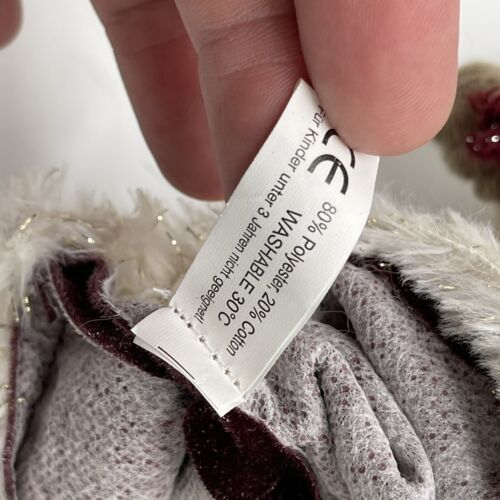 CE
80% Polyester, 20% Cotton
WASHABLE 30°C
Für Kinder unter 3 Jahren nicht geeignet!